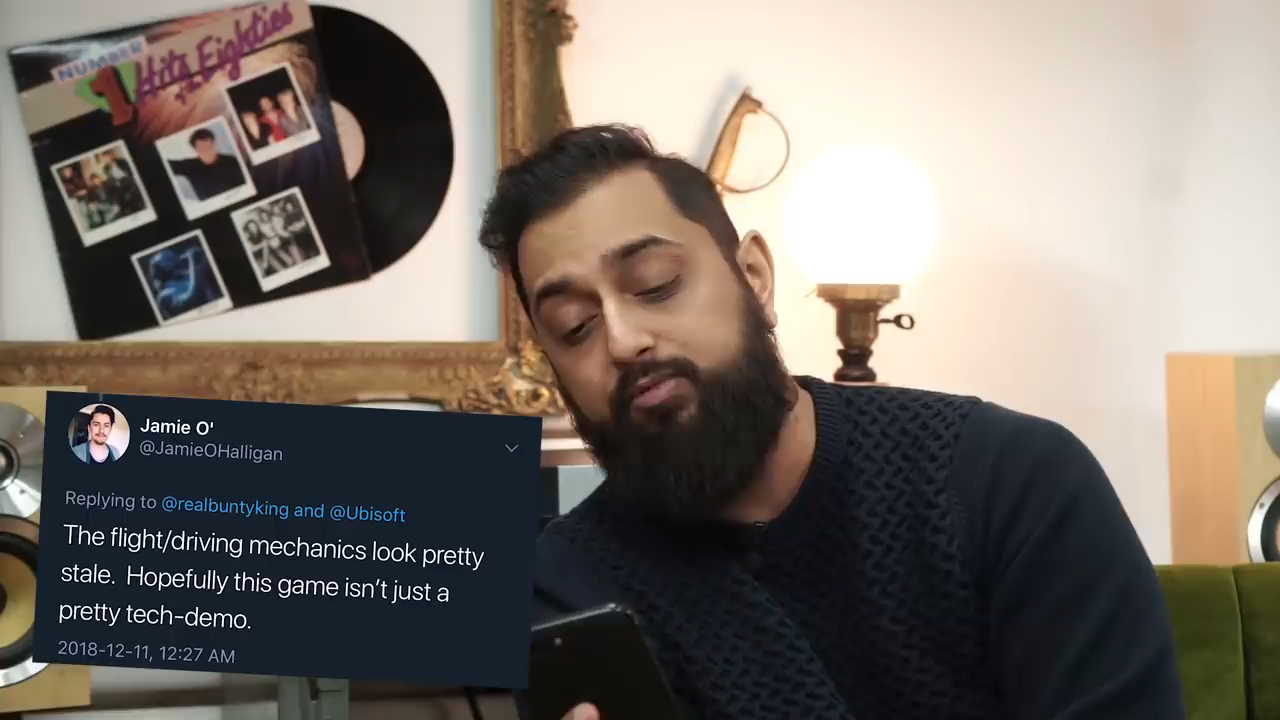 NUMBER
1 Hits of the Eighties
Jamie O'
@JamieOHalligan
Replying to @realbuntyking and @Ubisoft
The flight/driving mechanics look pretty
stale. Hopefully this game isn't just a
pretty tech-demo.
2018-12-11, 12:27 AM